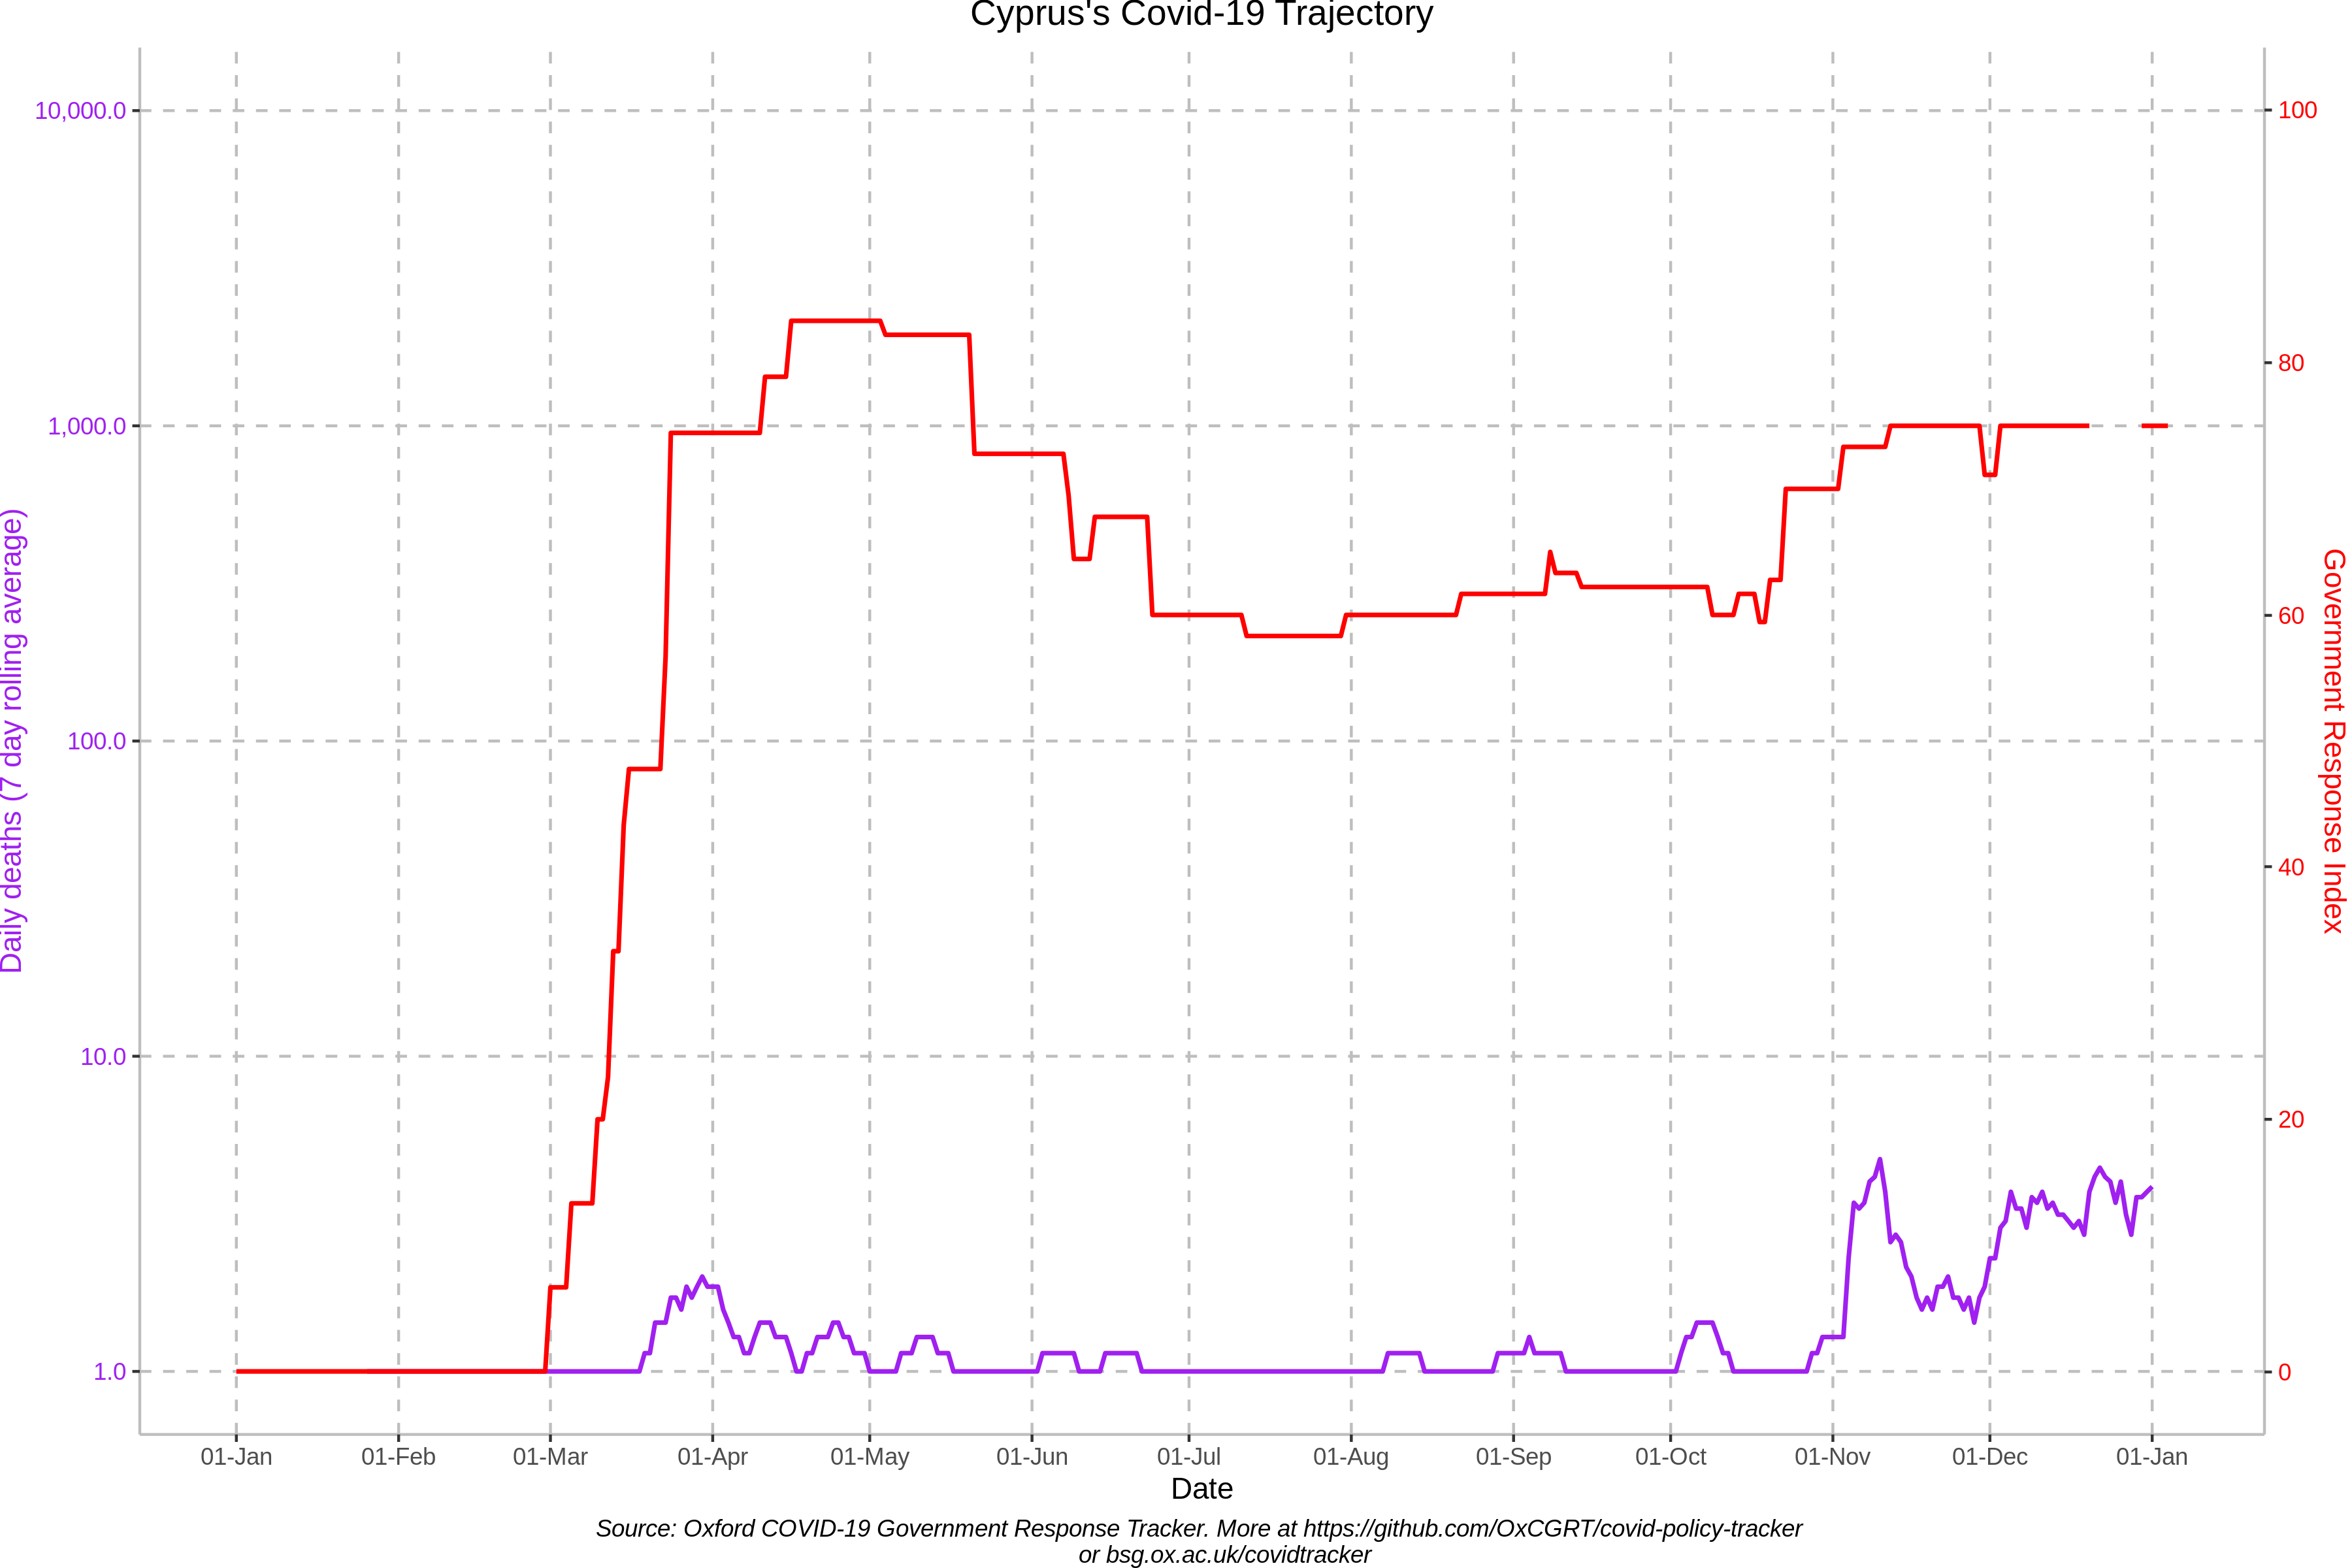 Cyprus's Covid-19 Trajectory
10,000.0
1,000.0
100.0
10.0
1.0
Daily deaths (7 day rolling average)
100
80
60
40
20
0
Government Response Index
01-Jan 01-Feb 01-Mar 01-Apr 01-May 01-Jun 01-Jul 01-Aug 01-Sep 01-Oct 01-Nov 01-Dec 01-Jan
Date
Source: Oxford COVID-19 Government Response Tracker. More at https://github.com/OxCGRT/covid-policy-tracker
or bsg.ox.ac.uk/covidtracker